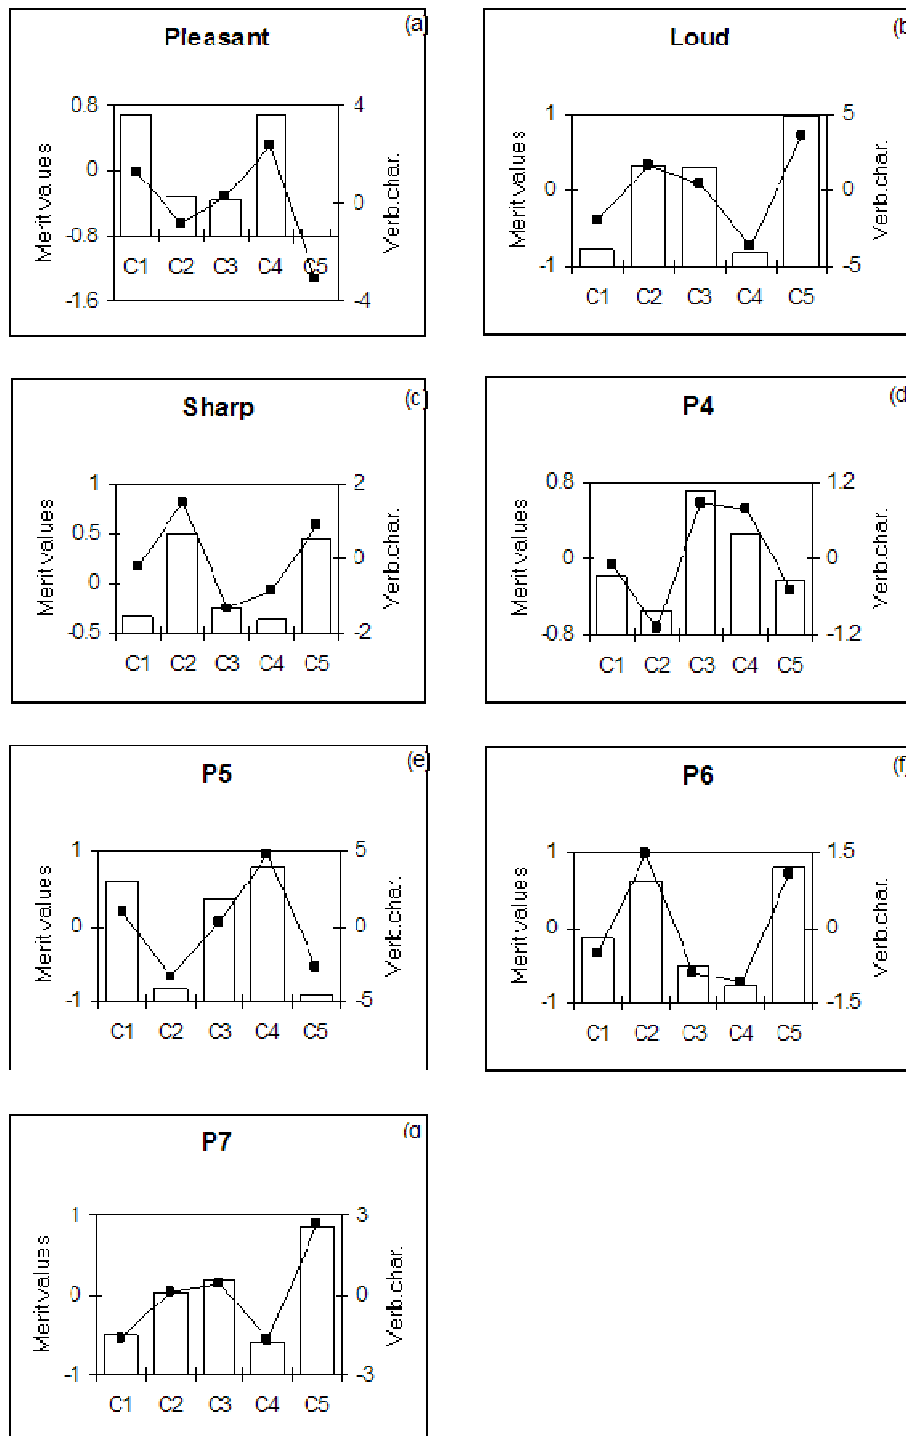 (a)
Pleasant
0.8
0
-0.8
-1.6
4
0
-4
Merit values
Verb.char.
C1 C2 C3 C4 C5
(b
Loud
1
0
-1
5
0
-5
Merit values
Verb.char.
C1 C2 C3 C4 C5
(c)
Sharp
1
0.5
0
-0.5
2
0
-2
Merit values
Verb.char.
C1 C2 C3 C4 C5
(d
P4
0.8
0
-0.8
1.2
0
-1.2
Merit values
Verb.char.
C1 C2 C3 C4 C5
(e)
P5
1
0
-1
5
0
-5
Merit values
Verb.char.
C1 C2 C3 C4 C5
(f)
P6
1
0
-1
1.5
0
-1.5
Merit values
Verb.char.
C1 C2 C3 C4 C5
(g
P7
1
0
-1
3
0
-3
Merit values
Verb.char.
C1 C2 C3 C4 C5